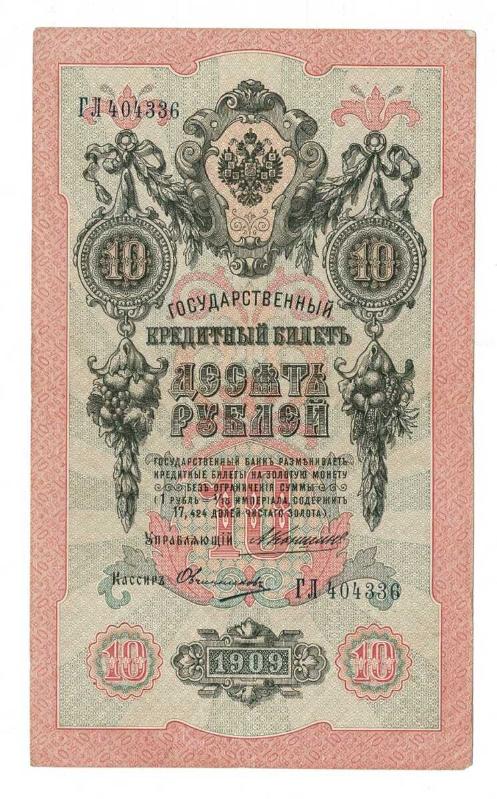 ГЛ 404336
10 10
ГОСУДАРСТВЕННЫЙ
КРЕДИТНЫЙ БИЛЕТЪ
ДЕСЯТЬ
РУБЛЕЙ
ГОСУДАРСТВЕННЫЙ БАНКЪ РАЗМѢНИВАЕТЪ
КРЕДИТНЫЕ БИЛЕТЫ НА ЗОЛОТУЮ МОНЕТУ
БЕЗЪ ОГРАНИЧЕНІЯ СУММЫ
(1 РУБЛЬ = 1/15 ИМПЕРІАЛА, СОДЕРЖИТЪ
17,424 ДОЛЕЙ ЧИСТАГО ЗОЛОТА).
10
УПРАВЛЯЮЩІЙ
КАССИРЪ Овчинниковъ
ГЛ 404336
10 1909 10